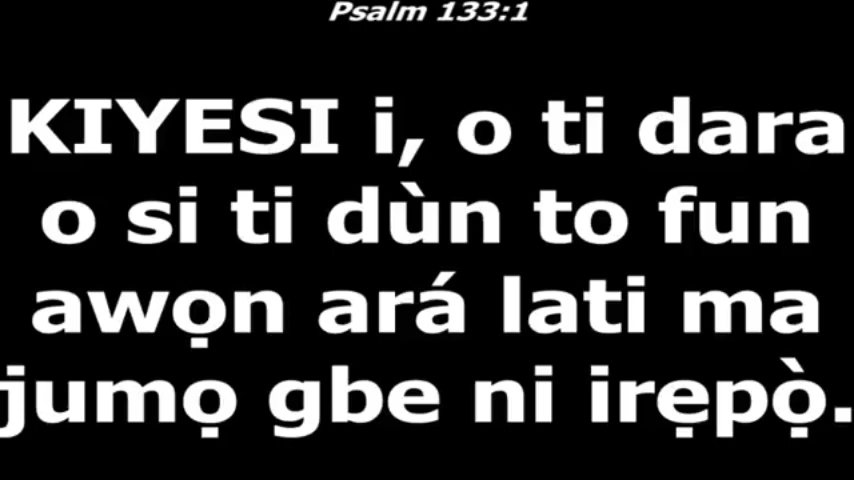 Psalm 133:1
KIYESI i, o ti dara
o si ti dùn to fun
awọn ará lati ma
jumọ gbe ni irẹpọ̀.